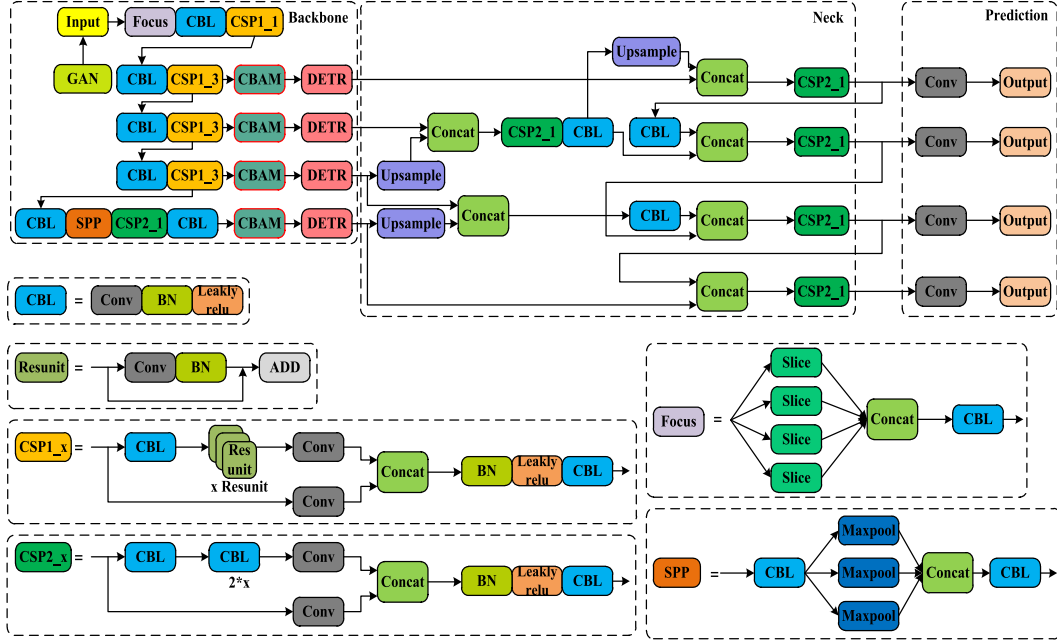 Backbone
Neck
Prediction
Input
Focus
CBL
CSP1_1
GAN
CBL
CSP1_3
CBAM
DETR
Upsample
Concat
CSP2_1
Conv
Output
CBL
CSP1_3
CBAM
DETR
Concat
CSP2_1
CBL
CBL
Concat
CSP2_1
Conv
Output
CBL
CSP1_3
CBAM
DETR
Upsample
CBL
SPP
CSP2_1
CBL
CBAM
DETR
Upsample
Concat
CBL
Concat
CSP2_1
Conv
Output
Concat
CSP2_1
Conv
Output
CBL
=
Conv
BN
Leakly
relu
Resunit
=
Conv
BN
ADD
CSP1_x
=
CBL
Res
unit
x Resunit
Conv
Conv
Concat
BN
Leakly
relu
CBL
CSP2_x
=
CBL
CBL
2*x
Conv
Conv
Concat
BN
Leakly
relu
CBL
Focus
=
Slice
Slice
Slice
Slice
Concat
CBL
SPP
=
CBL
Maxpool
Maxpool
Maxpool
Concat
CBL